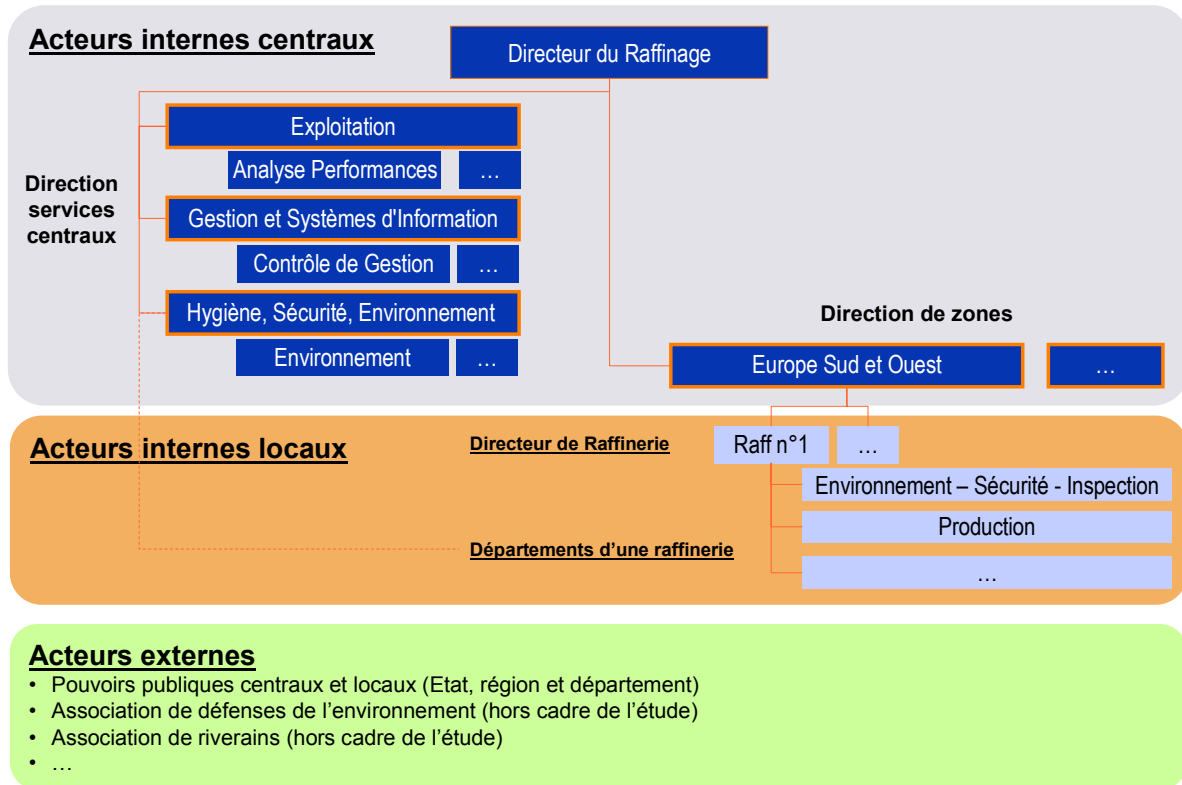 Acteurs internes centraux
Directeur du Raffinage
Exploitation
Analyse Performances
…
Direction
services
centraux
Gestion et Systèmes d'Information
Contrôle de Gestion
…
Hygiène, Sécurité, Environnement
Environnement
…
Direction de zones
Europe Sud et Ouest
…
Acteurs internes locaux
Directeur de Raffinerie
Raff n°1
…
Environnement – Sécurité - Inspection
Production
Départements d’une raffinerie
…
Acteurs externes
• Pouvoirs publiques centraux et locaux (Etat, région et département)
• Association de défenses de l’environnement (hors cadre de l’étude)
• Association de riverains (hors cadre de l’étude)
• …